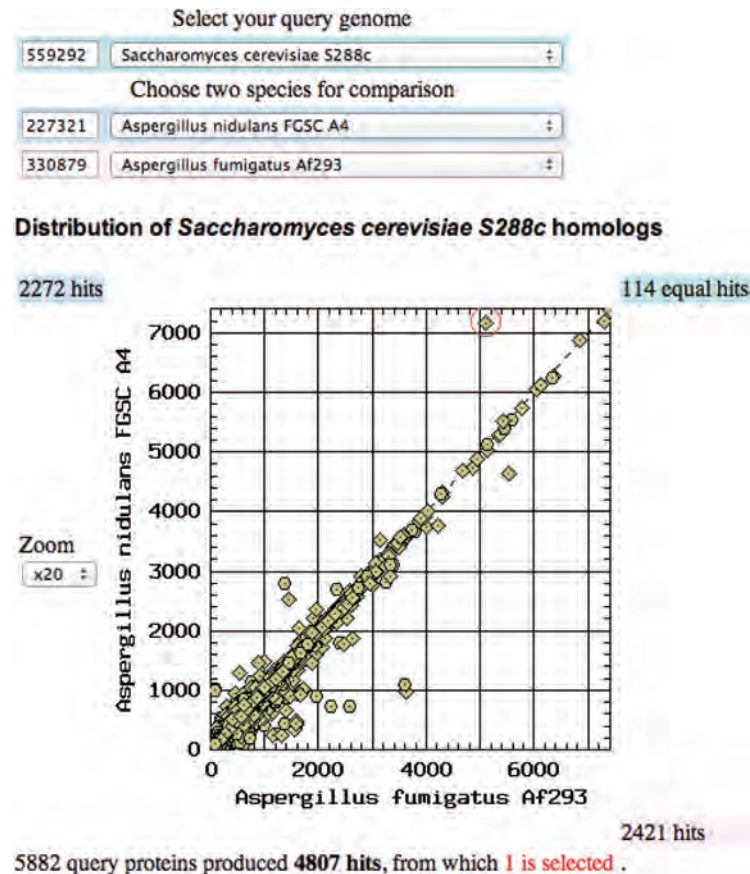 Select your query genome
559292 Saccharomyces cerevisiae S288c
Choose two species for comparison
227321 Aspergillus nidulans FGSC A4
330879 Aspergillus fumigatus Af293
Distribution of Saccharomyces cerevisiae S288c homologs
2272 hits
114 equal hits
Aspergillus nidulans FGSC A4
7000
6000
5000
4000
3000
2000
1000
0
Zoom
x20
0 2000 4000 6000
Aspergillus fumigatus Af293
2421 hits
5882 query proteins produced 4807 hits, from which 1 is selected .